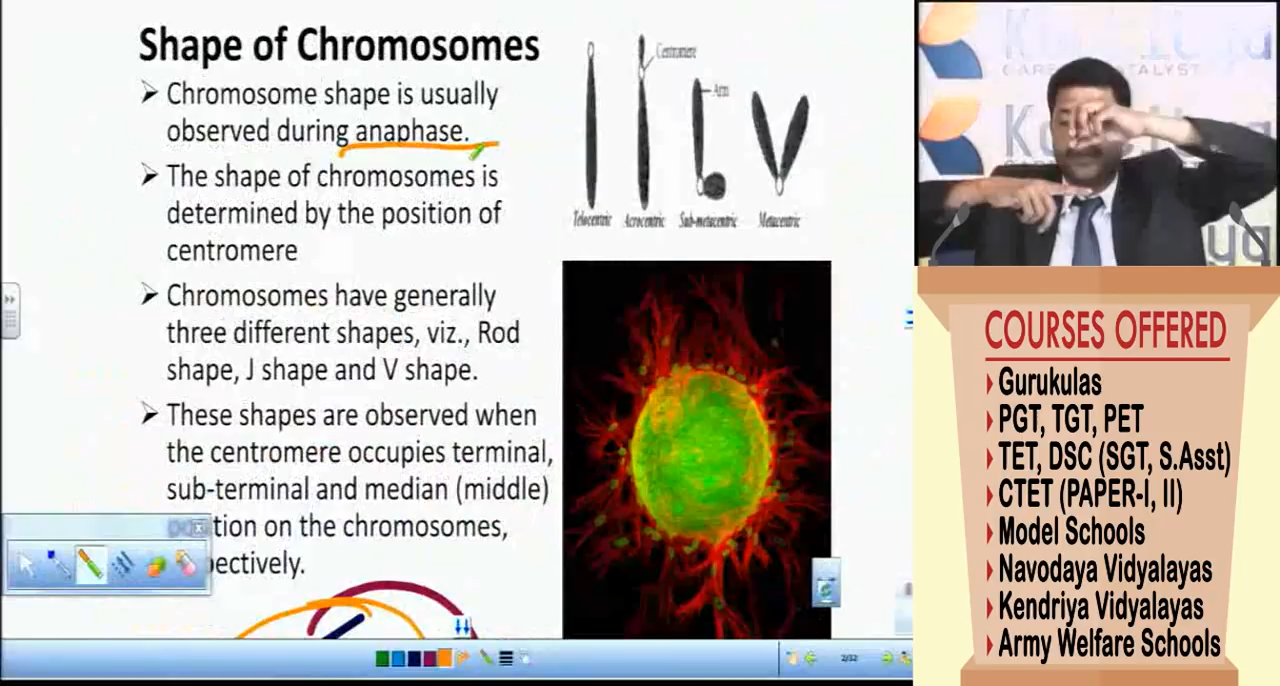 Shape of Chromosomes
➢ Chromosome shape is usually
observed during anaphase.
➢ The shape of chromosomes is
determined by the position of
centromere
➢ Chromosomes have generally
three different shapes, viz., Rod
shape, J shape and V shape.
➢ These shapes are observed when
the centromere occupies terminal,
sub-terminal and median (middle)
tion on the chromosomes,
pectively.
Centromere
Arm
Telocentric
Acrocentric
Sub-metacentric
Metacentric
2/32
COURSES OFFERED
Gurukulas
PGT, TGT, PET
TET, DSC (SGT, S.Asst)
CTET (PAPER-I, II)
Model Schools
Navodaya Vidyalayas
Kendriya Vidyalayas
Army Welfare Schools